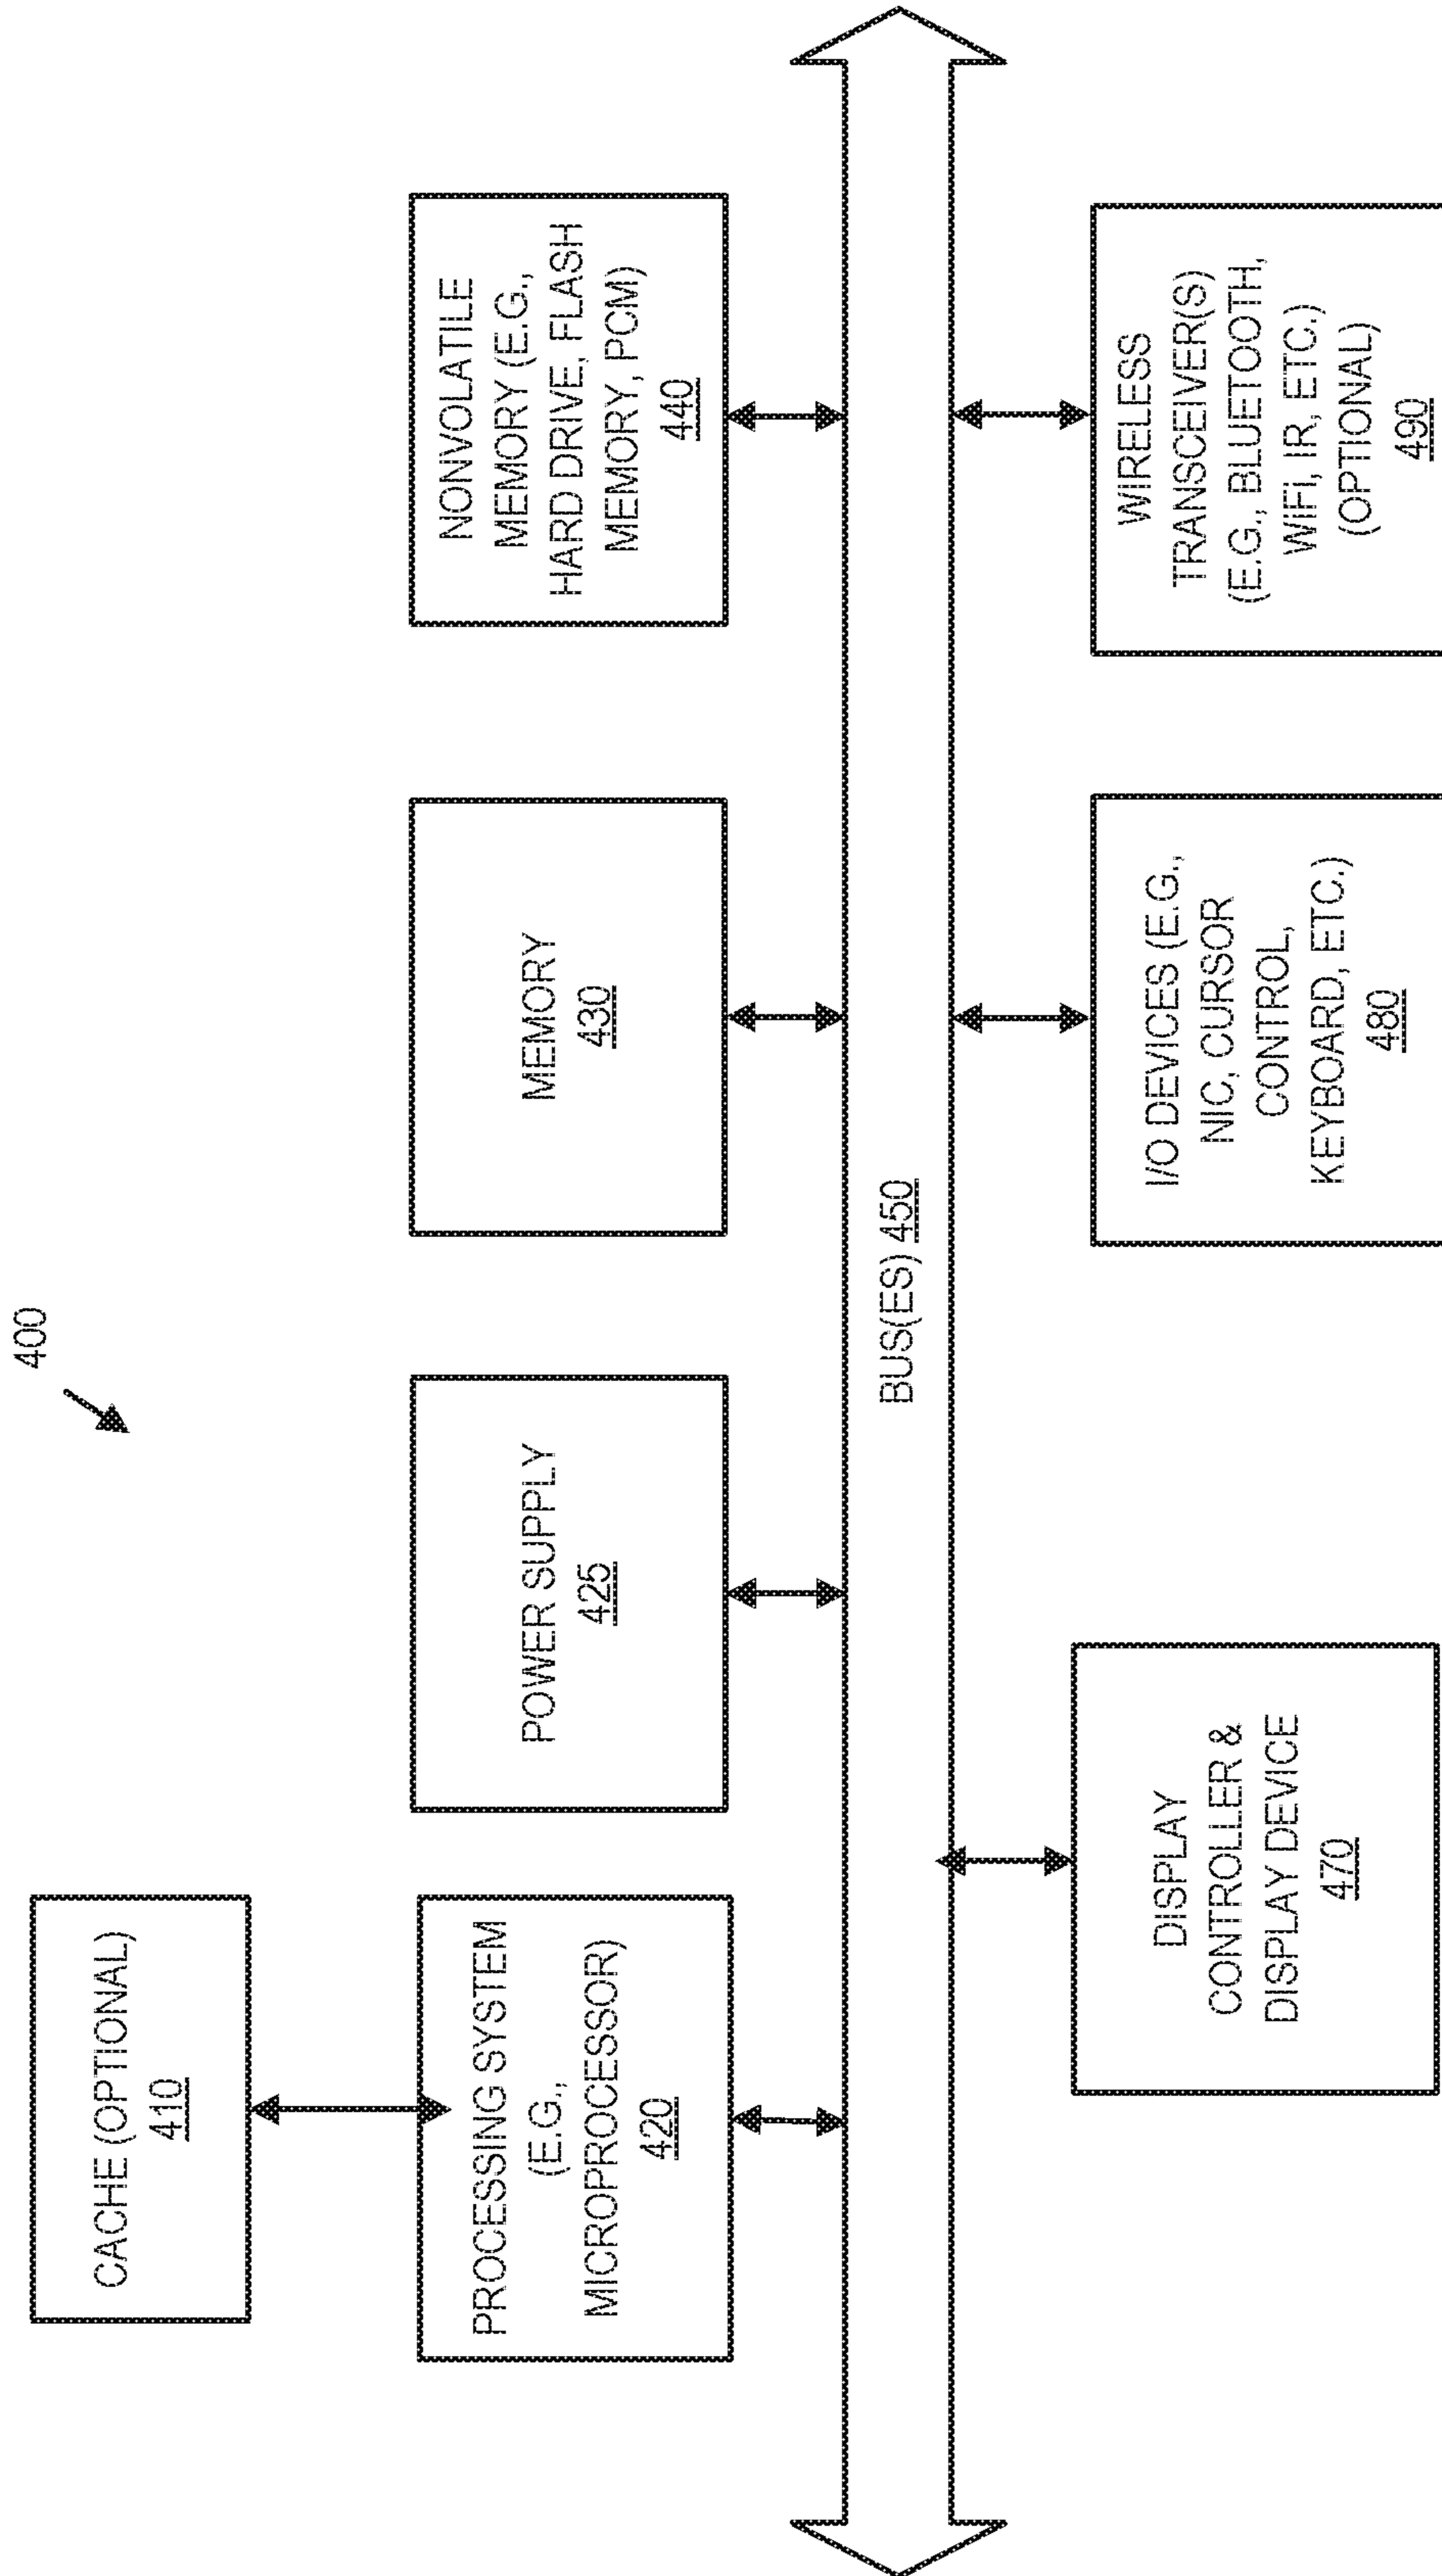 400
CACHE (OPTIONAL)
410
PROCESSING SYSTEM
(E.G.,
MICROPROCESSOR)
420
POWER SUPPLY
425
MEMORY
430
NONVOLATILE
MEMORY (E.G.,
HARD DRIVE, FLASH
MEMORY, PCM)
440
BUS(ES) 450
DISPLAY
CONTROLLER &
DISPLAY DEVICE
470
I/O DEVICES (E.G.,
NIC, CURSOR
CONTROL,
KEYBOARD, ETC.)
480
WIRELESS
TRANSCEIVER(S)
(E.G., BLUETOOTH,
WiFi, IR, ETC.)
(OPTIONAL)
490